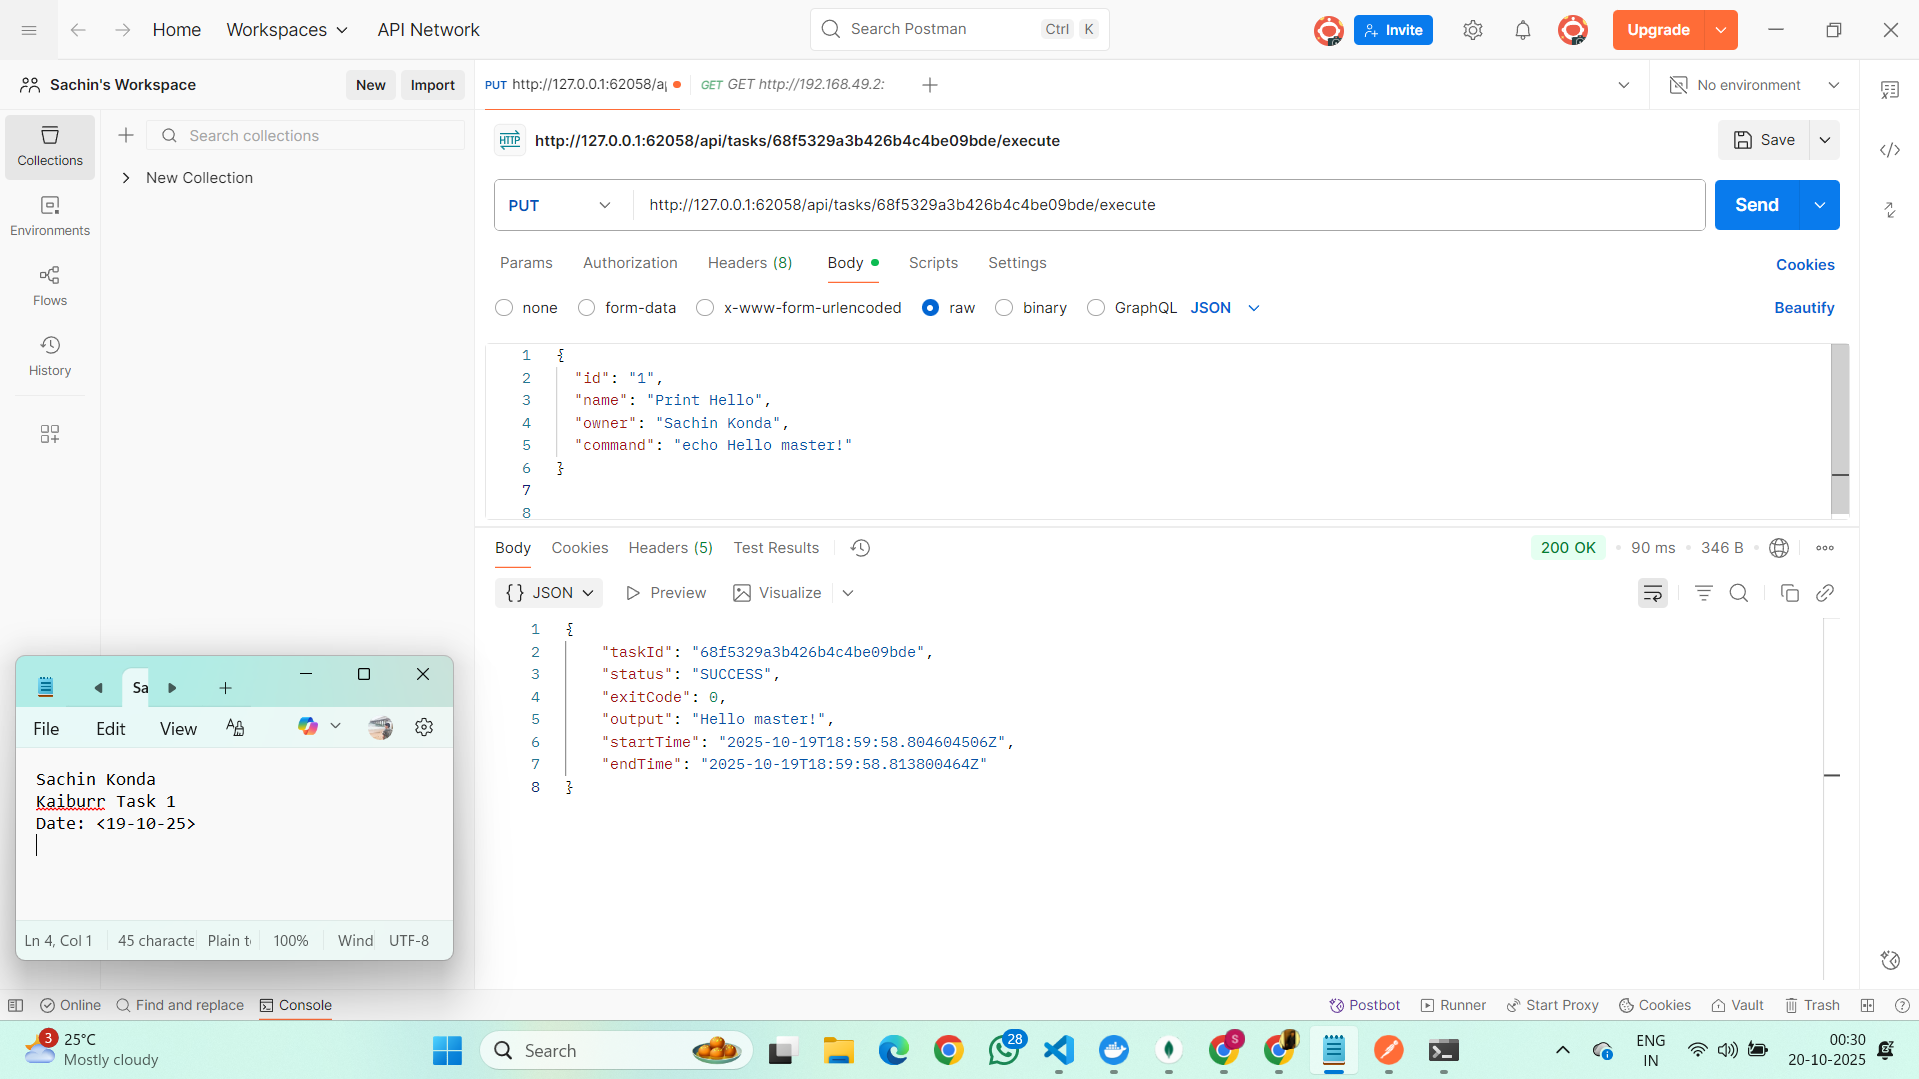 Home
Workspaces
API Network
Search Postman
Ctrl K
Invite
Upgrade
Sachin's Workspace
New
Import
PUT http://127.0.0.1:62058/a
GET GET http://192.168.49.2:
No environment
Collections
Environments
Flows
History
Search collections
New Collection
HTTP http://127.0.0.1:62058/api/tasks/68f5329a3b426b4c4be09bde/execute
Save
PUT http://127.0.0.1:62058/api/tasks/68f5329a3b426b4c4be09bde/execute
Send
Params Authorization Headers (8) Body Scripts Settings
Cookies
none form-data x-www-form-urlencoded raw binary GraphQL JSON
Beautify
1 {
2 "id": "1",
3 "name": "Print Hello",
4 "owner": "Sachin Konda",
5 "command": "echo Hello master!"
6 }
7
8
Body Cookies Headers (5) Test Results
200 OK 90 ms 346 B
{} JSON Preview Visualize
1 {
2 "taskId": "68f5329a3b426b4c4be09bde",
3 "status": "SUCCESS",
4 "exitCode": 0,
5 "output": "Hello master!",
6 "startTime": "2025-10-19T18:59:58.804604506Z",
7 "endTime": "2025-10-19T18:59:58.813800464Z"
8 }
Sa
File Edit View
Sachin Konda
Kaiburr Task 1
Date: <19-10-25>
Ln 4, Col 1 45 characte Plain t 100% Wind UTF-8
Online Find and replace Console
Postbot Runner Start Proxy Cookies Vault Trash
3
25°C
Mostly cloudy
Search
28
S
ENG
IN
00:30
20-10-2025